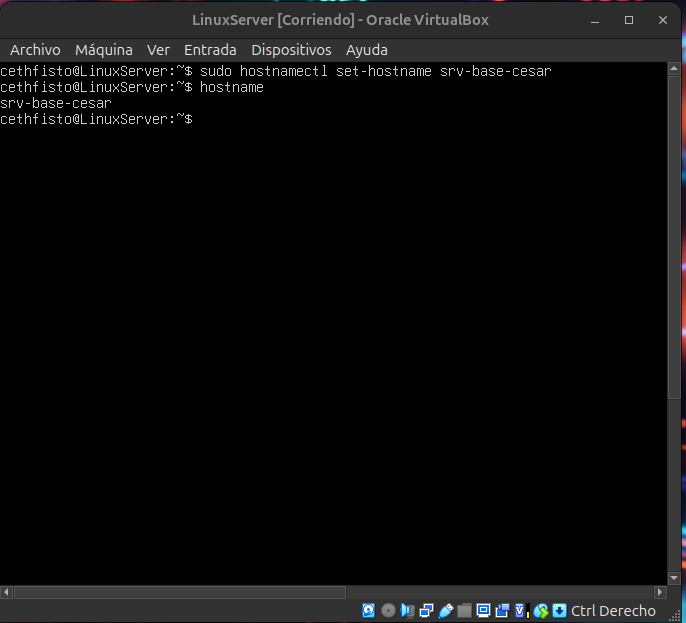 LinuxServer [Corriendo] - Oracle VirtualBox
Archivo Máquina Ver Entrada Dispositivos Ayuda
cethfisto@LinuxServer:~$ sudo hostnamectl set-hostname srv-base-cesar
cethfisto@LinuxServer:~$ hostname
srv-base-cesar
cethfisto@LinuxServer:~$
Ctrl Derecho